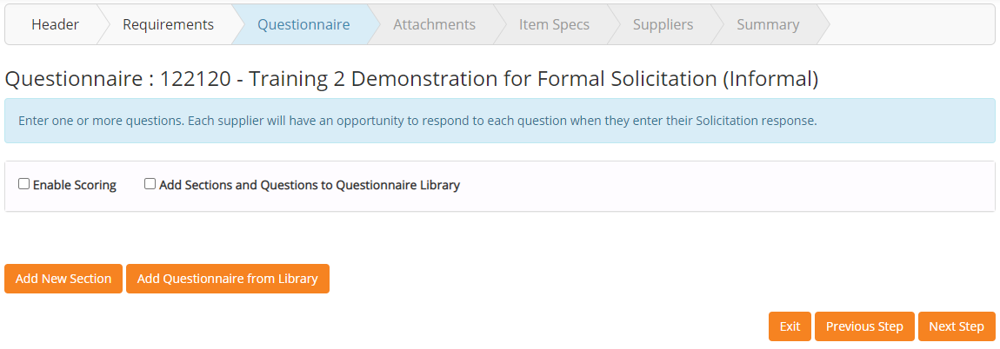 Header Requirements Questionnaire Attachments Item Specs Suppliers Summary
Questionnaire : 122120 - Training 2 Demonstration for Formal Solicitation (Informal)
Enter one or more questions. Each supplier will have an opportunity to respond to each question when they enter their Solicitation response.
Enable Scoring Add Sections and Questions to Questionnaire Library
Add New Section Add Questionnaire from Library
Exit Previous Step Next Step